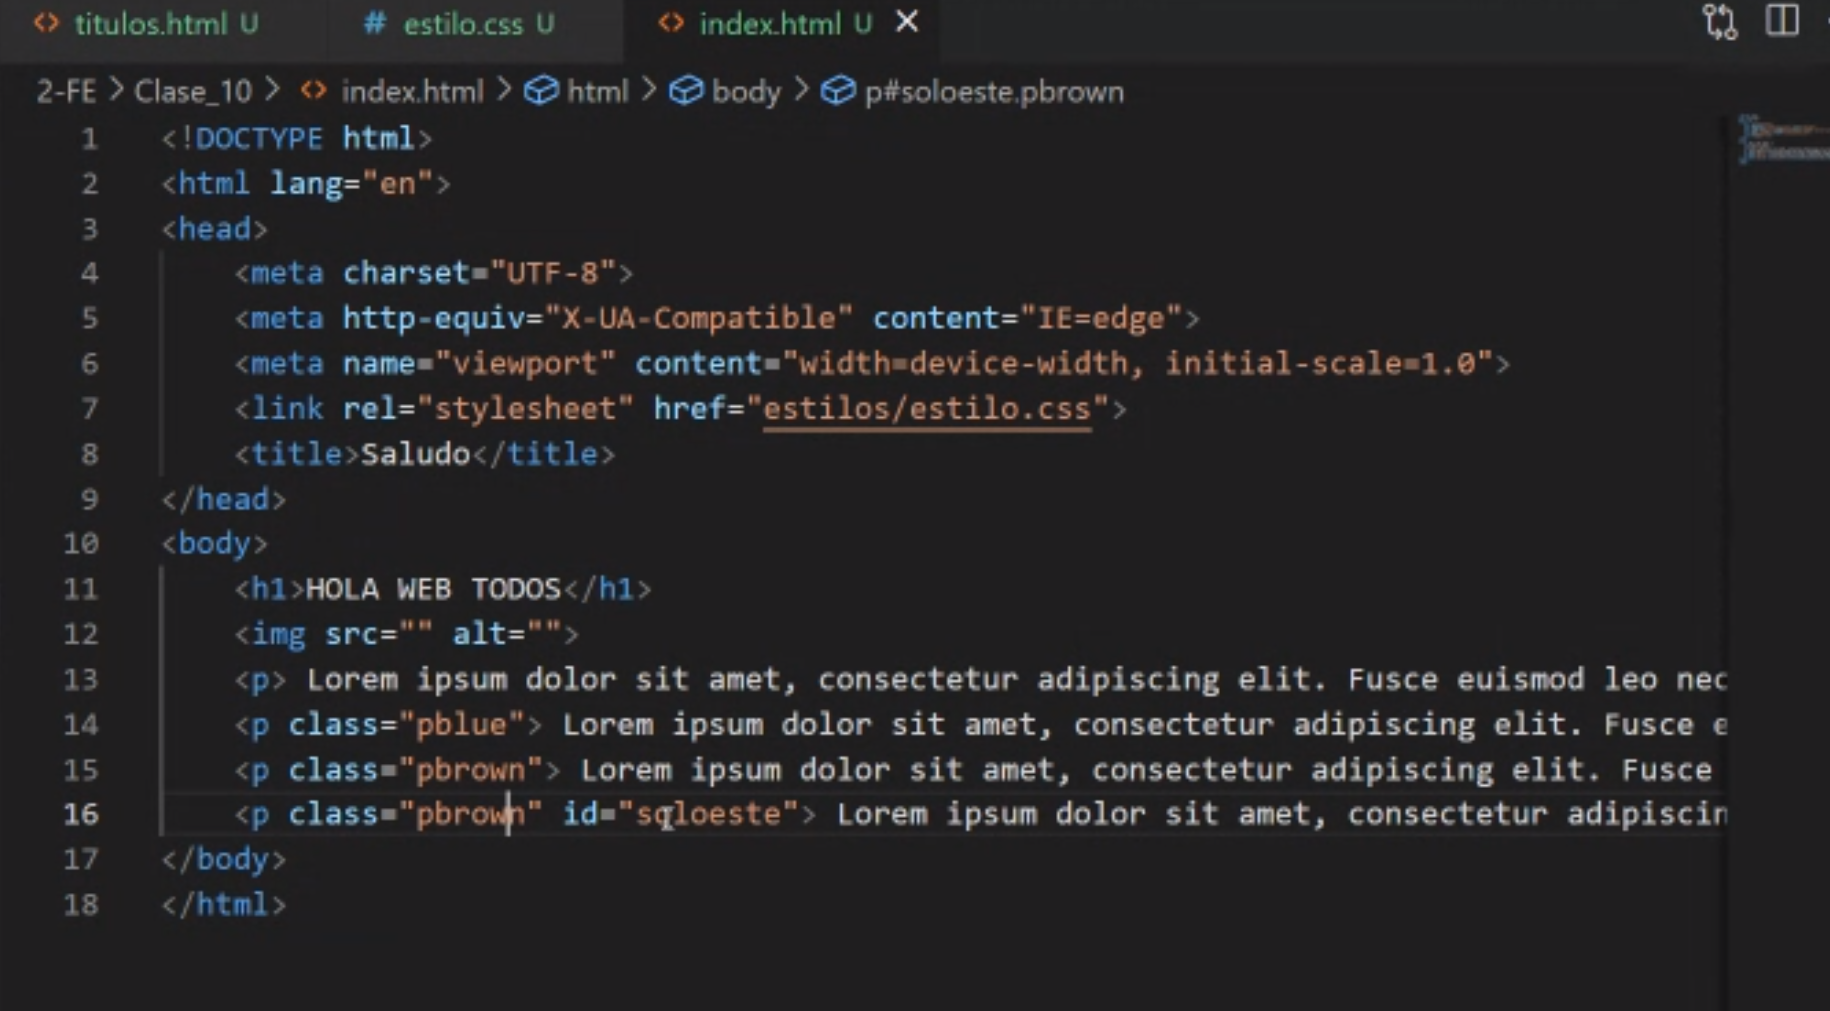 titulos.html U # estilo.css U index.html U
2-FE > Clase_10 > index.html > html > body > p#soloeste.pbrown
1 <!DOCTYPE html>
2 <html lang="en">
3 <head>
4 <meta charset="UTF-8">
5 <meta http-equiv="X-UA-Compatible" content="IE=edge">
6 <meta name="viewport" content="width=device-width, initial-scale=1.0">
7 <link rel="stylesheet" href="estilos/estilo.css">
8 <title>Saludo</title>
9 </head>
10 <body>
11 <h1>HOLA WEB TODOS</h1>
12 <img src="" alt="">
13 <p> Lorem ipsum dolor sit amet, consectetur adipiscing elit. Fusce euismod leo nec
14 <p class="pblue"> Lorem ipsum dolor sit amet, consectetur adipiscing elit. Fusce e
15 <p class="pbrown"> Lorem ipsum dolor sit amet, consectetur adipiscing elit. Fusce
16 <p class="pbrown" id="soloeste"> Lorem ipsum dolor sit amet, consectetur adipiscin
17 </body>
18 </html>